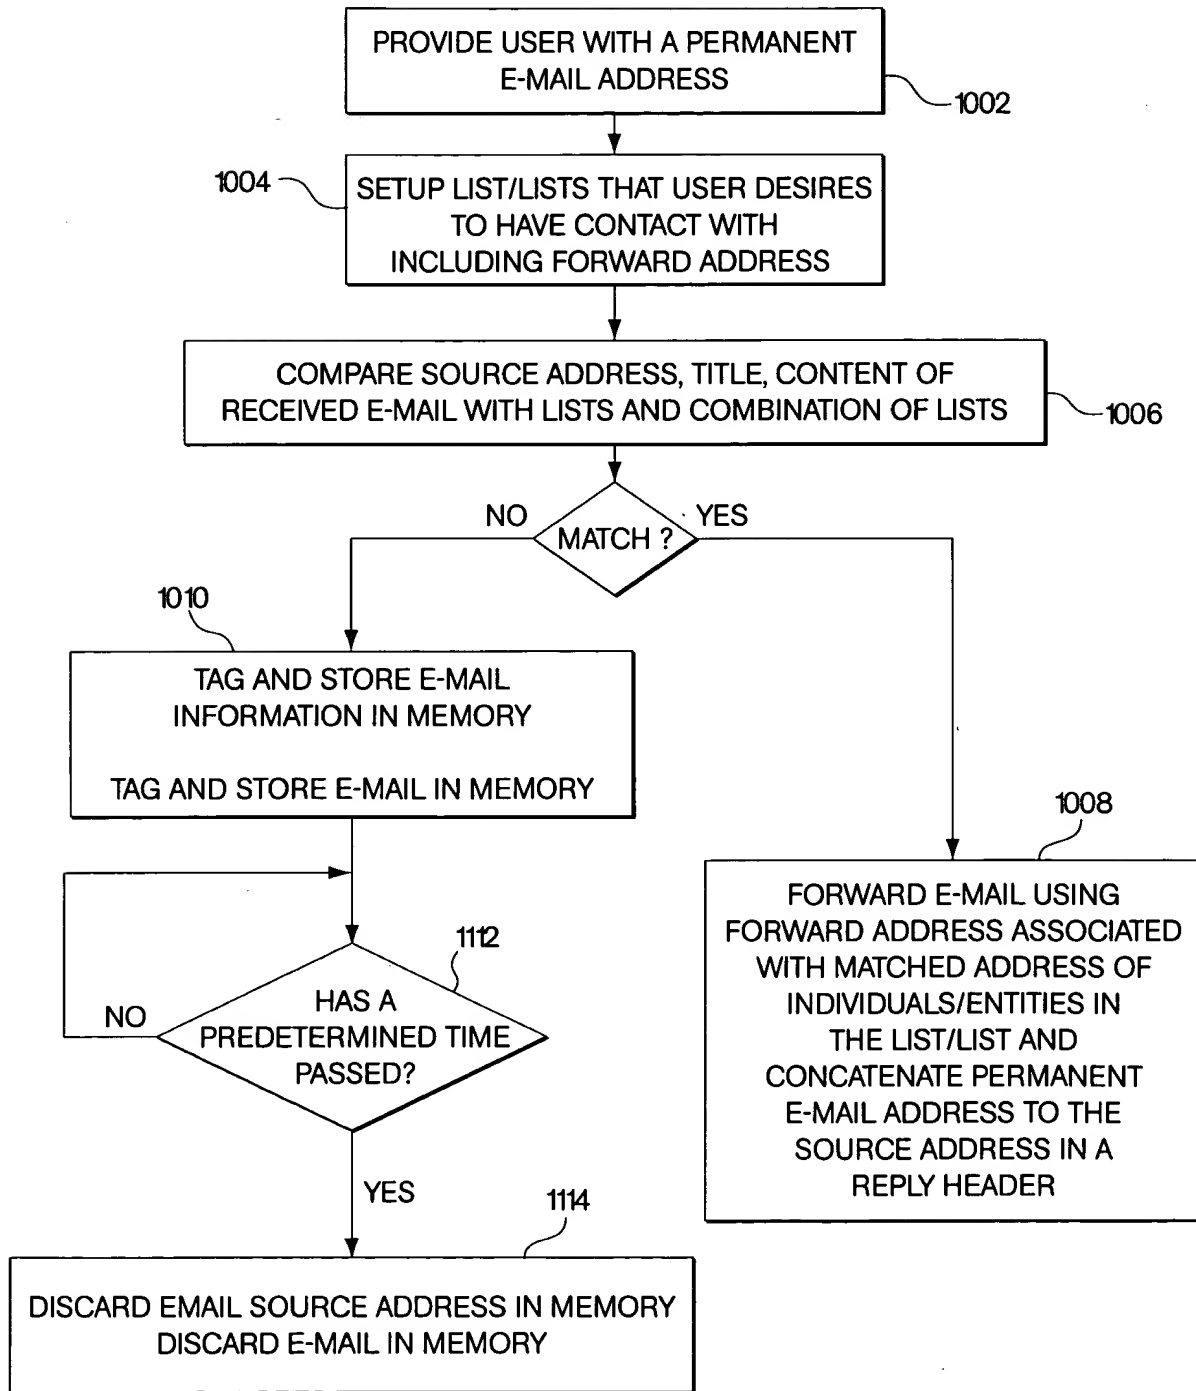 PROVIDE USER WITH A PERMANENT
E-MAIL ADDRESS
1002
1004
SETUP LIST/LISTS THAT USER DESIRES
TO HAVE CONTACT WITH
INCLUDING FORWARD ADDRESS
COMPARE SOURCE ADDRESS, TITLE, CONTENT OF
RECEIVED E-MAIL WITH LISTS AND COMBINATION OF LISTS
1006
NO
YES
MATCH ?
1010
TAG AND STORE E-MAIL
INFORMATION IN MEMORY
TAG AND STORE E-MAIL IN MEMORY
1008
FORWARD E-MAIL USING
FORWARD ADDRESS ASSOCIATED
WITH MATCHED ADDRESS OF
INDIVIDUALS/ENTITIES IN
THE LIST/LIST AND
CONCATENATE PERMANENT
E-MAIL ADDRESS TO THE
SOURCE ADDRESS IN A
REPLY HEADER
1112
HAS A
PREDETERMINED TIME
PASSED?
NO
YES
1114
DISCARD EMAIL SOURCE ADDRESS IN MEMORY
DISCARD E-MAIL IN MEMORY